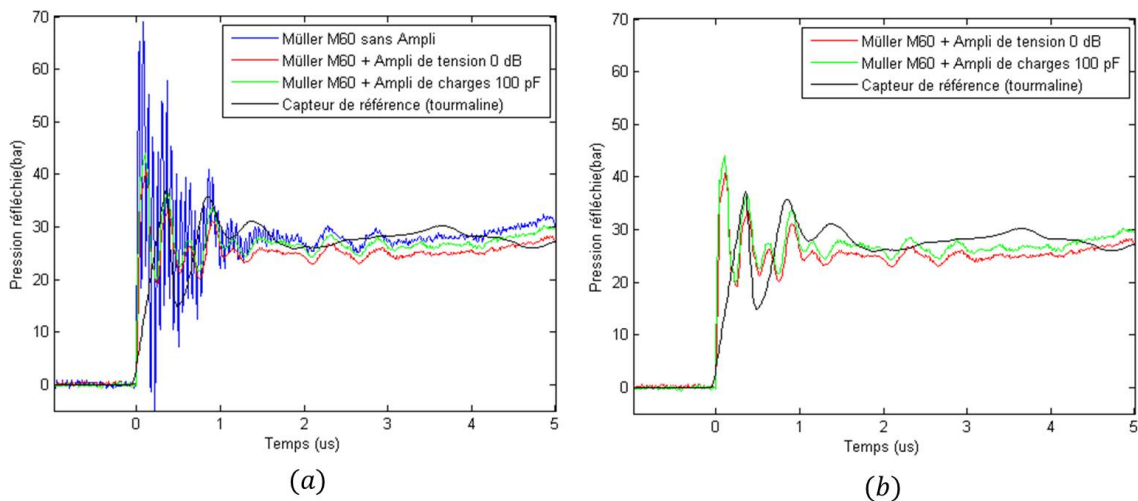 70
60
50
40
30
20
10
0
Pression réfléchie(bar)
Müller M60 sans Ampli
Müller M60 + Ampli de tension 0 dB
Muller M60 + Ampli de charges 100 pF
Capteur de référence (tourmaline)
0 1 2 3 4 5
Temps (us)
(a)
70
60
50
40
30
20
10
0
Pression réfléchie(bar)
Müller M60 + Ampli de tension 0 dB
Muller M60 + Ampli de charges 100 pF
Capteur de référence (tourmaline)
0 1 2 3 4 5
Temps (us)
(b)